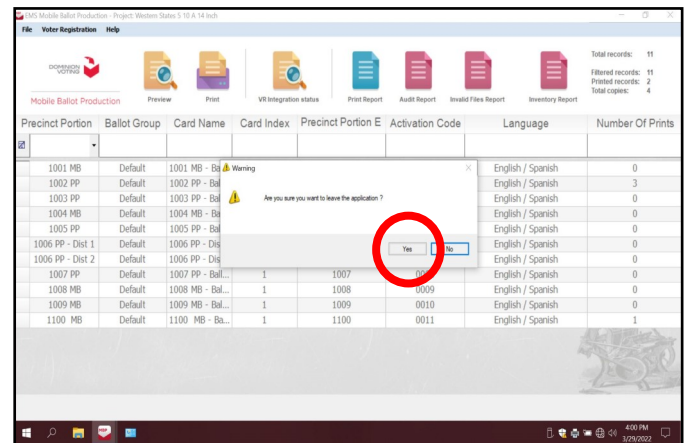 EMS Mobile Ballot Production - Project: Western States 5 10 A 14 Inch
File Voter Registration Help
DOMINION VOTING
Mobile Ballot Production
Preview Print VR Integration status Print Report Audit Report Invalid Files Report Inventory Report
Total records: 11
Filtered records: 11
Printed records: 2
Total copies: 4
Precinct Portion Ballot Group Card Name Card Index Precinct Portion E Activation Code Language Number Of Prints
Warning
Are you sure you want to leave the application ?
Yes No
1001 MB Default 1001 MB - Ba English / Spanish 0
1002 PP Default 1002 PP - Bal English / Spanish 3
1003 PP Default 1003 PP - Bal English / Spanish 0
1004 MB Default 1004 MB - Ba English / Spanish 0
1005 PP Default 1005 PP - Bal English / Spanish 0
1006 PP - Dist 1 Default 1006 PP - Dis English / Spanish 0
1006 PP - Dist 2 Default 1006 PP - Dis English / Spanish 0
1007 PP Default 1007 PP - Ball... 1 1007 English / Spanish 0
1008 MB Default 1008 MB - Bal... 1 1008 0009 English / Spanish 0
1009 MB Default 1009 MB - Bal... 1 1009 0010 English / Spanish 0
1100 MB Default 1100 MB - Ba... 1 1100 0011 English / Spanish 1
MBP
4:00 PM
3/29/2022